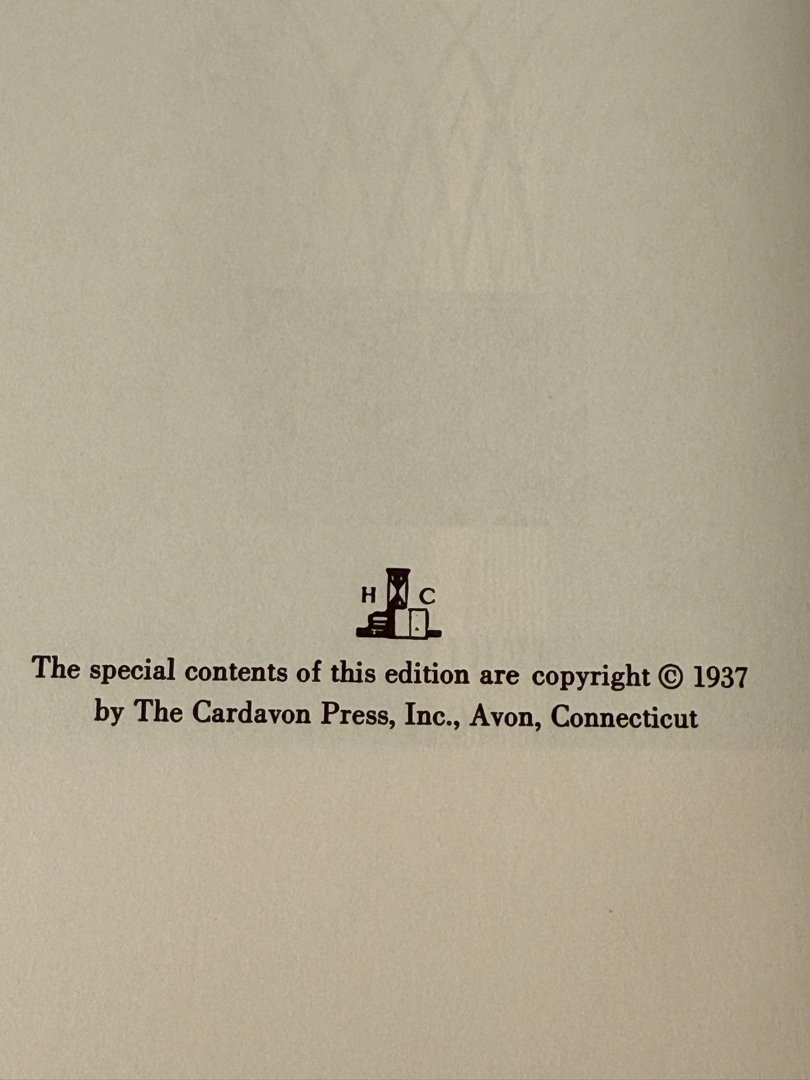 H C
The special contents of this edition are copyright © 1937
by The Cardavon Press, Inc., Avon, Connecticut